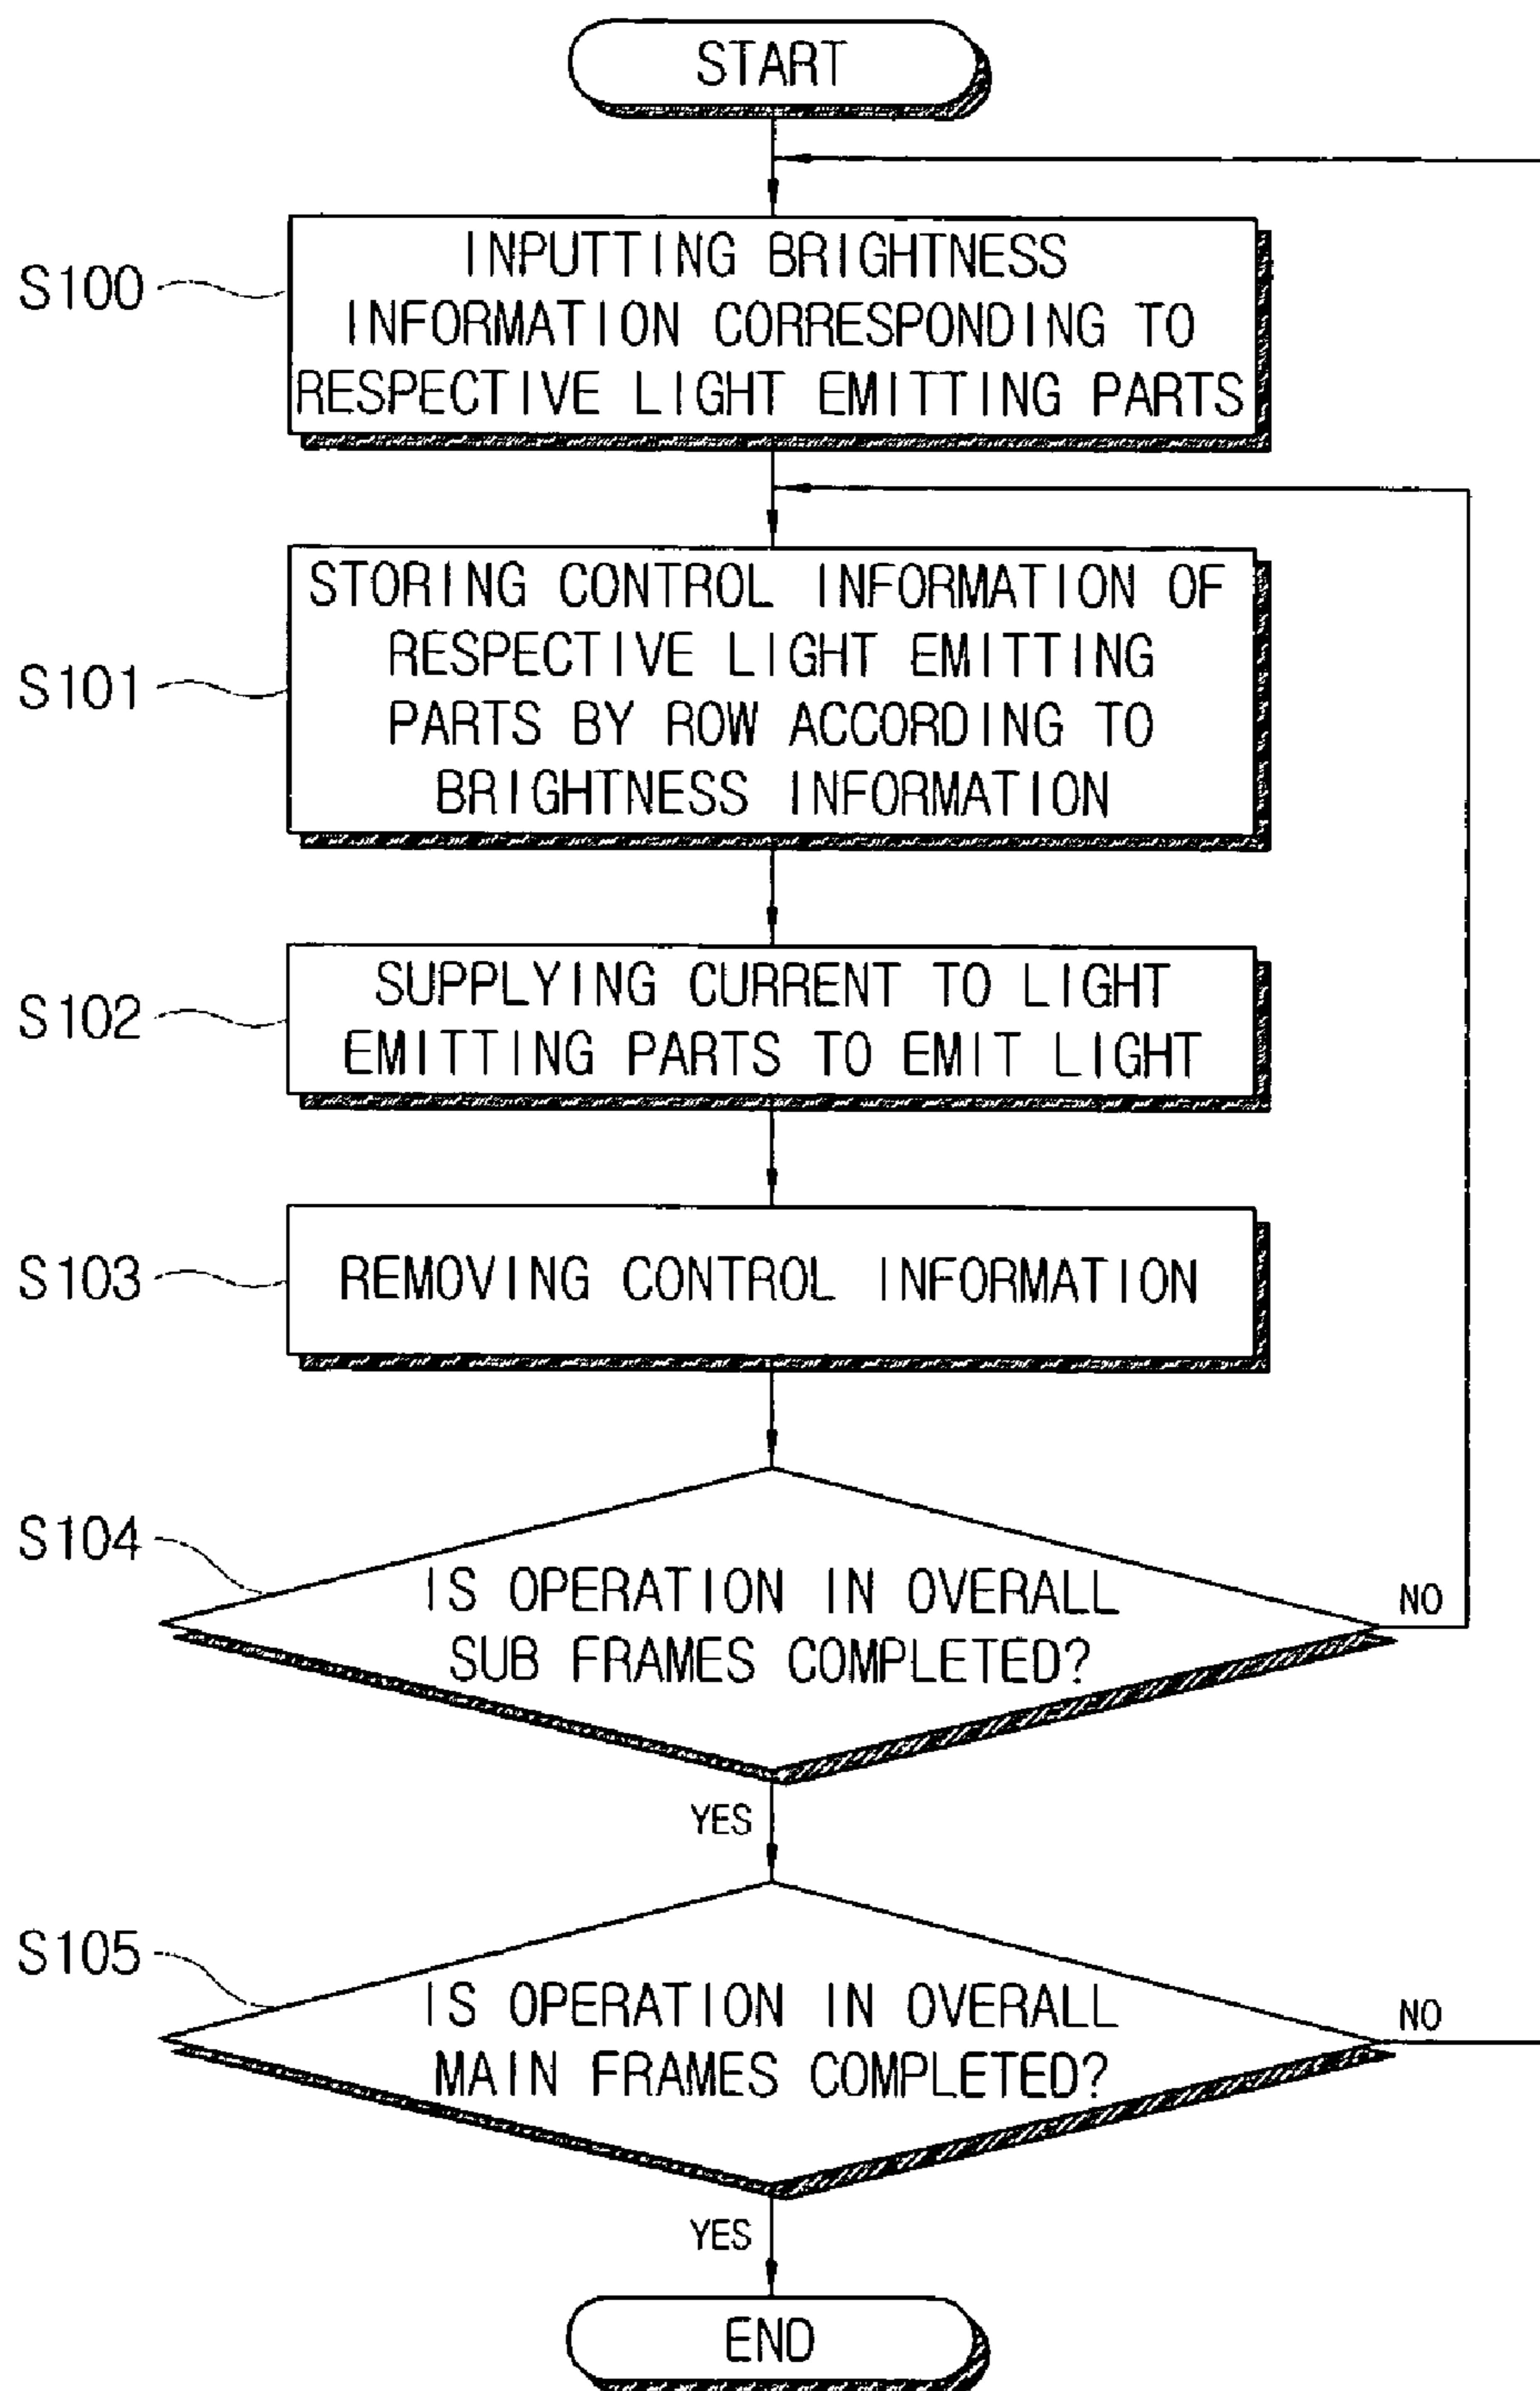 START
S100
INPUTTING BRIGHTNESS
INFORMATION CORRESPONDING TO
RESPECTIVE LIGHT EMITTING PARTS
S101
STORING CONTROL INFORMATION OF
RESPECTIVE LIGHT EMITTING
PARTS BY ROW ACCORDING TO
BRIGHTNESS INFORMATION
S102
SUPPLYING CURRENT TO LIGHT
EMITTING PARTS TO EMIT LIGHT
S103
REMOVING CONTROL INFORMATION
S104
IS OPERATION IN OVERALL
SUB FRAMES COMPLETED?
NO
YES
S105
IS OPERATION IN OVERALL
MAIN FRAMES COMPLETED?
NO
YES
END